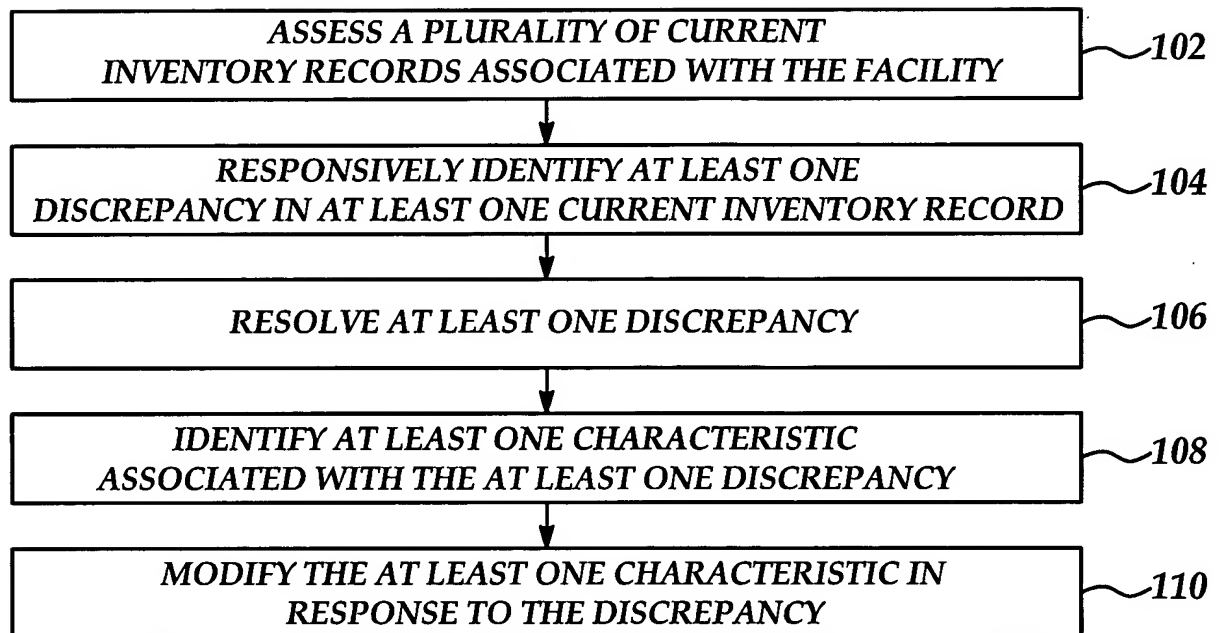 ASSESS A PLURALITY OF CURRENT
INVENTORY RECORDS ASSOCIATED WITH THE FACILITY
102
RESPONSIVELY IDENTIFY AT LEAST ONE
DISCREPANCY IN AT LEAST ONE CURRENT INVENTORY RECORD
104
RESOLVE AT LEAST ONE DISCREPANCY
106
IDENTIFY AT LEAST ONE CHARACTERISTIC
ASSOCIATED WITH THE AT LEAST ONE DISCREPANCY
108
MODIFY THE AT LEAST ONE CHARACTERISTIC IN
RESPONSE TO THE DISCREPANCY
110